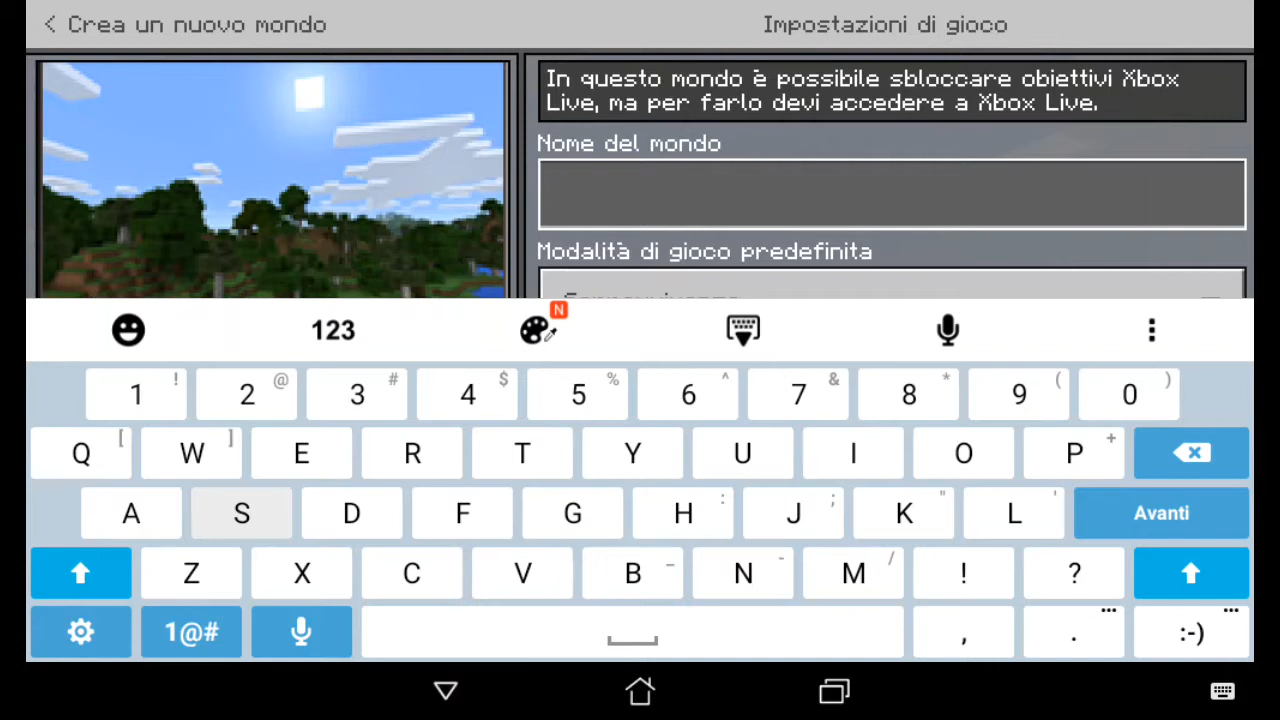 < Crea un nuovo mondo
Impostazioni di gioco
In questo mondo è possibile sbloccare obiettivi Xbox
Live, ma per farlo devi accedere a Xbox Live.
Nome del mondo
Modalità di gioco predefinita
N
123
1 ! 2 @ 3 # 4 $ 5 % 6 ^ 7 & 8 * 9 ( 0 )
Q [ W ] E R T Y U I O P +
A S D F G H : J ; K " L ' Avanti
Z X C V B _ N - M / ! ?
1@# , . ... :-) ...